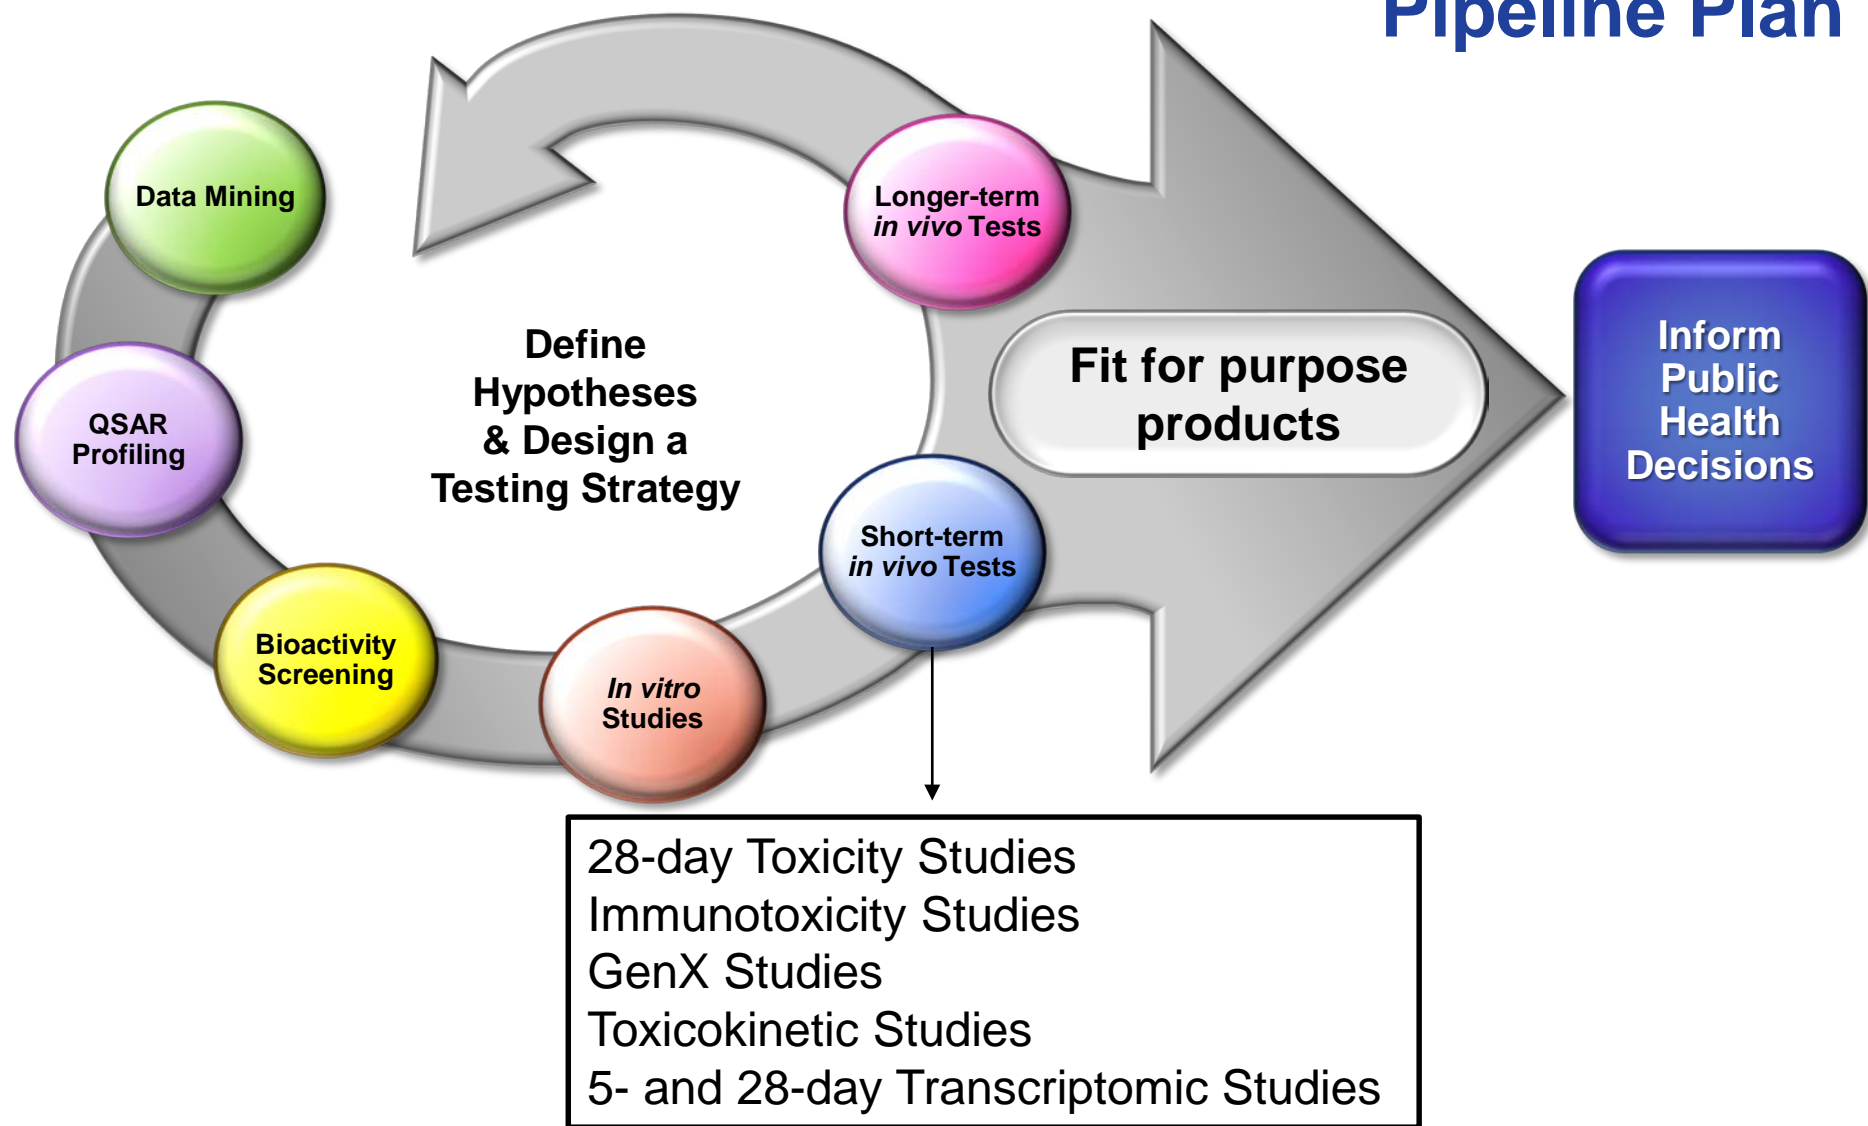 Pipeline Plan
Data Mining
Longer-term
in vivo Tests
Define
Hypotheses
& Design a
Testing Strategy
Fit for purpose
products
Inform
Public
Health
Decisions
QSAR
Profiling
Short-term
in vivo Tests
Bioactivity
Screening
In vitro
Studies
28-day Toxicity Studies
Immunotoxicity Studies
GenX Studies
Toxicokinetic Studies
5- and 28-day Transcriptomic Studies